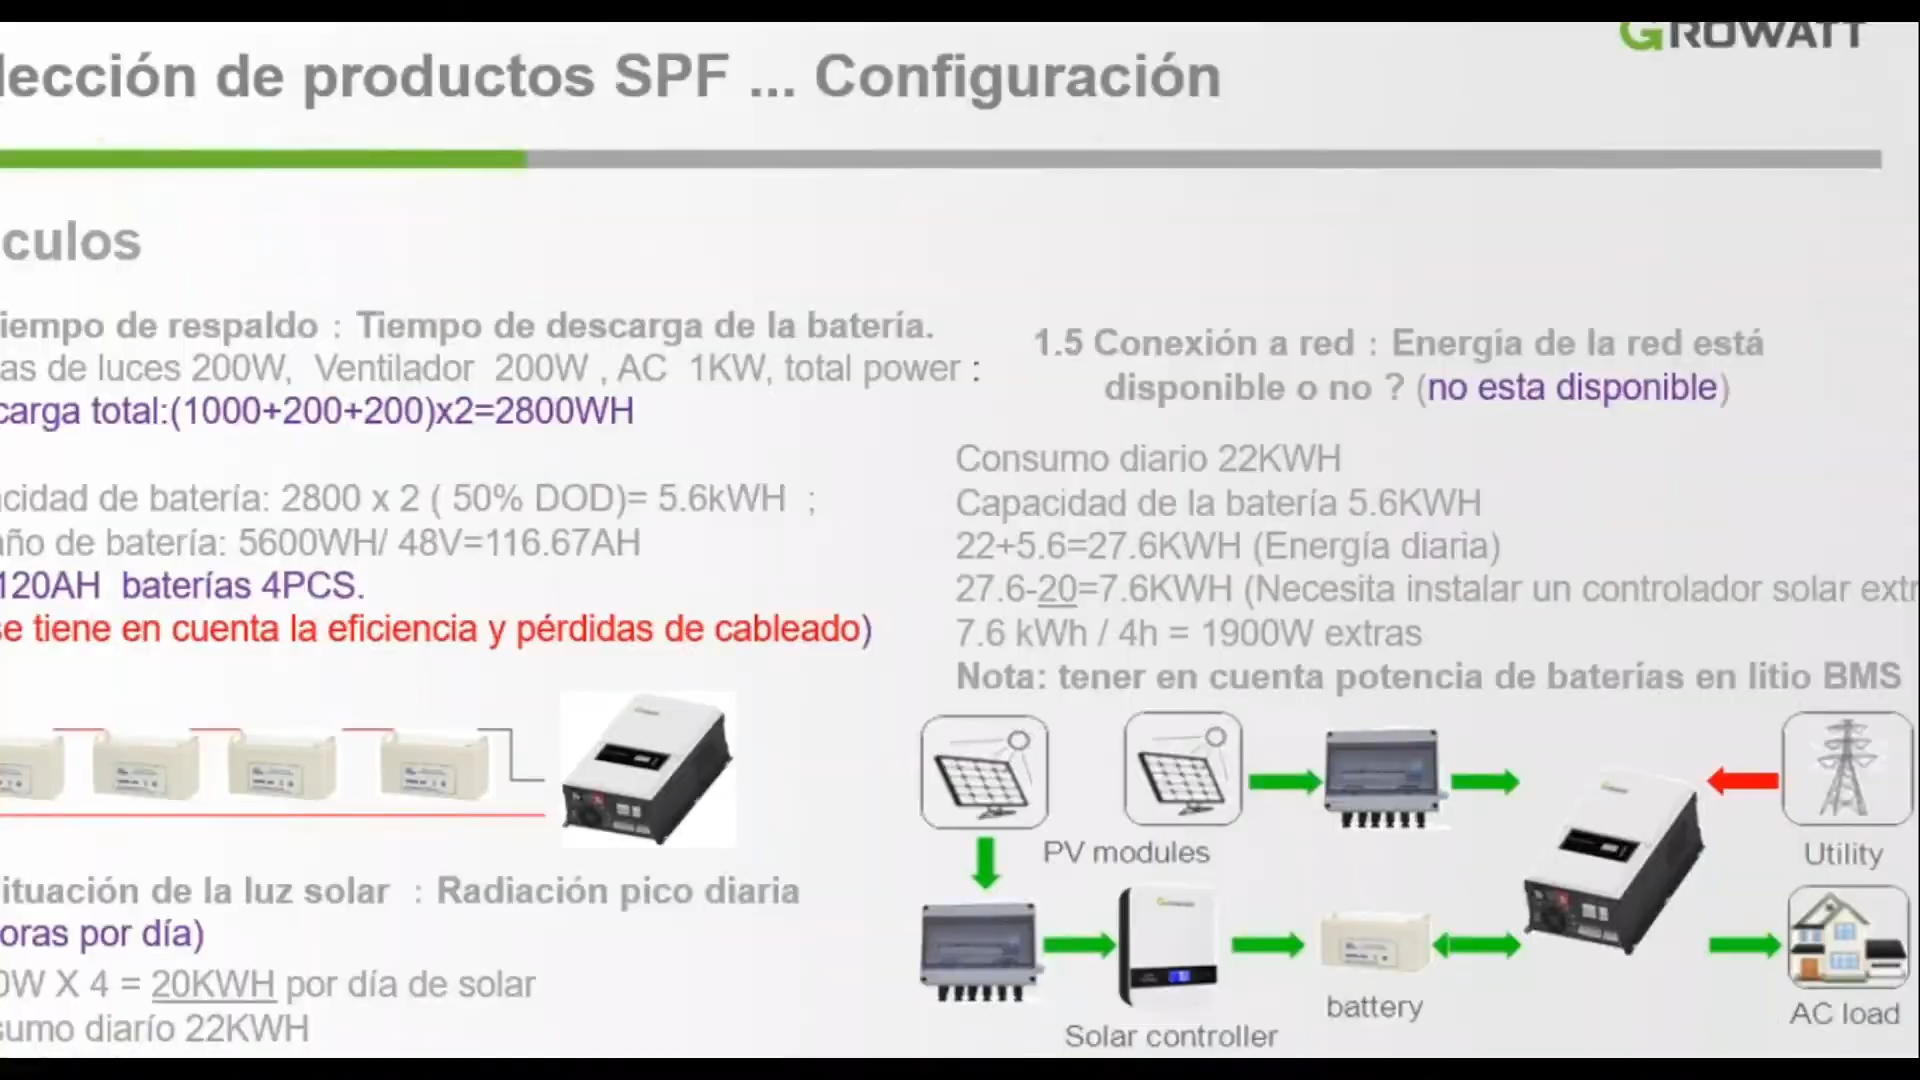 GROWATT
lección de productos SPF ... Configuración
culos
iempo de respaldo : Tiempo de descarga de la batería.
as de luces 200W, Ventilador 200W , AC 1KW, total power :
carga total:(1000+200+200)x2=2800WH
cidad de batería: 2800 x 2 ( 50% DOD)= 5.6kWH ;
año de batería: 5600WH/ 48V=116.67AH
120AH baterías 4PCS.
se tiene en cuenta la eficiencia y pérdidas de cableado)
ituación de la luz solar : Radiación pico diaria
oras por día)
0W X 4 = 20KWH por día de solar
sumo diarío 22KWH
1.5 Conexión a red : Energía de la red está
disponible o no ? (no esta disponible)
Consumo diario 22KWH
Capacidad de la batería 5.6KWH
22+5.6=27.6KWH (Energía diaria)
27.6-20=7.6KWH (Necesita instalar un controlador solar extr
7.6 kWh / 4h = 1900W extras
Nota: tener en cuenta potencia de baterías en litio BMS
PV modules
Utility
Solar controller
battery
AC load